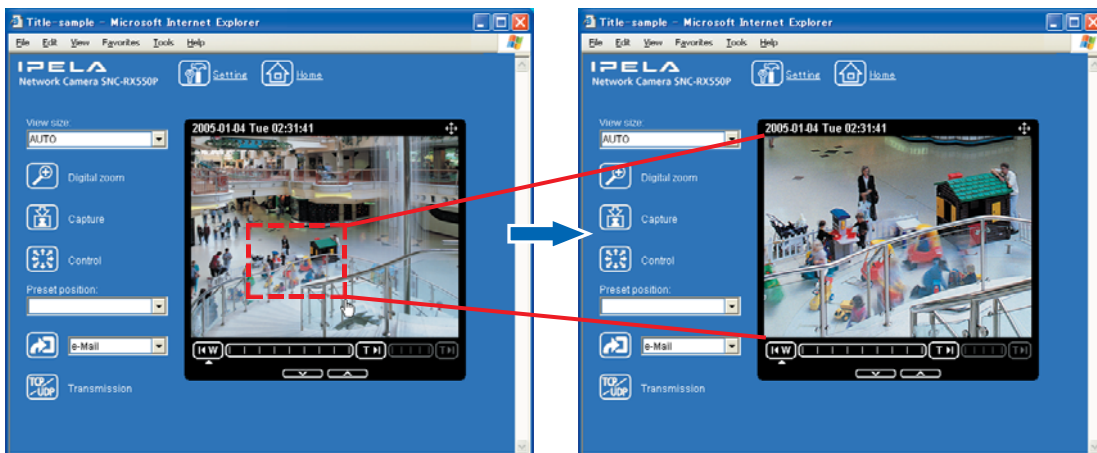 Title-sample - Microsoft Internet Explorer
File Edit View Favorites Tools Help
IPELA
Network Camera SNC-RX550P
Setting
Home
View size:
AUTO
2005-01-04 Tue 02:31:41
Digital zoom
Capture
Control
Preset position:
e-Mail
W
T
T
TCP/UDP
Transmission
Title-sample - Microsoft Internet Explorer
File Edit View Favorites Tools Help
IPELA
Network Camera SNC-RX550P
Setting
Home
View size:
AUTO
2005-01-04 Tue 02:31:41
Digital zoom
Capture
Control
Preset position:
e-Mail
W
T
T
TCP/UDP
Transmission